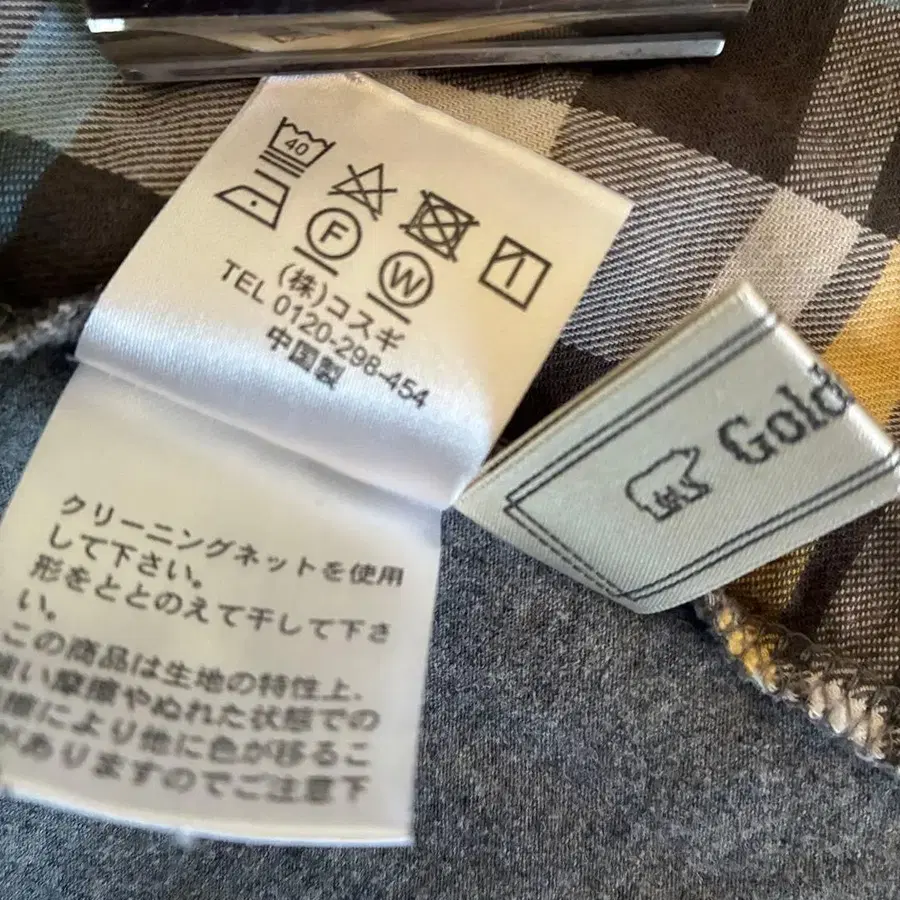 40
F
W
(株)コスギ
TEL 0120-298-454
中国製
クリーニングネットを使用
して下さい。
形をととのえて干して下さ
い。
この商品は生地の特性上、
強い摩擦やぬれた状態での
摩擦により他に色が移るこ
がありますのでご注意下
Gold